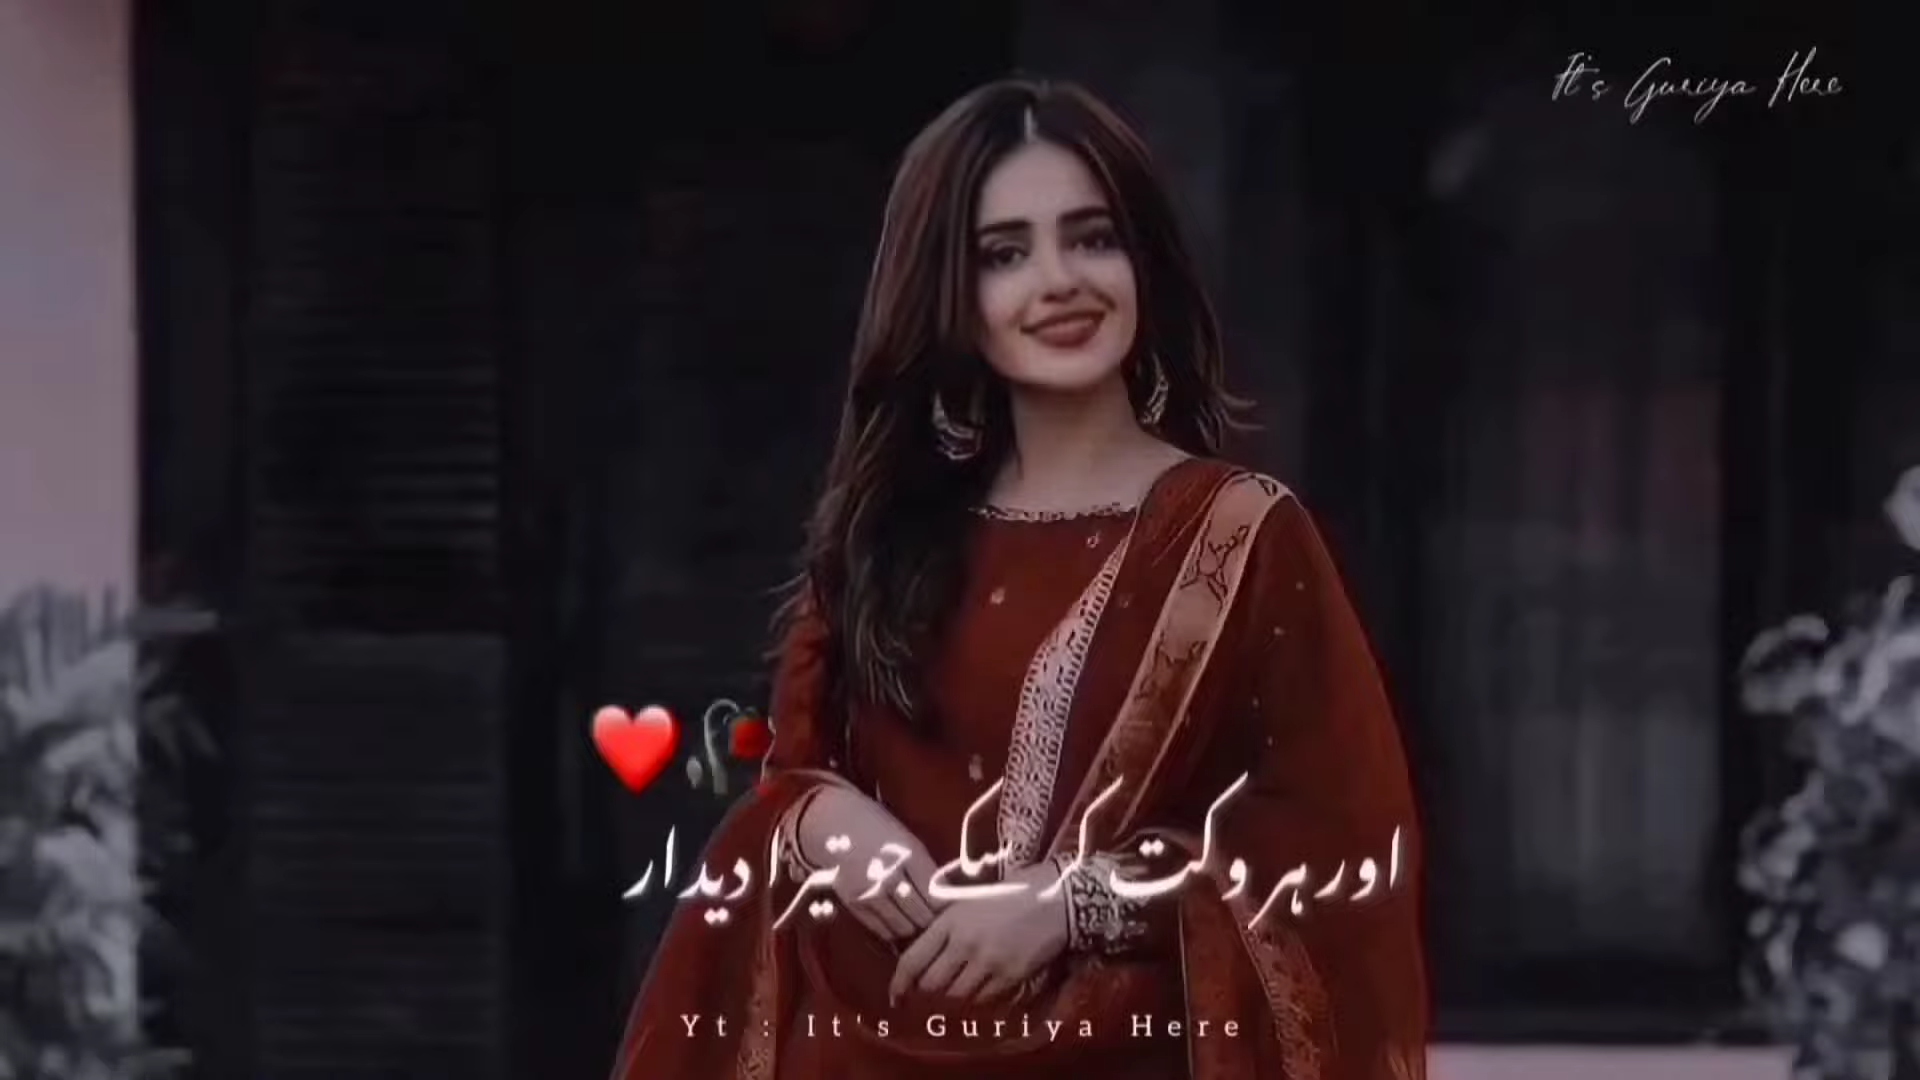 It's Guriya Here
❤️🥀
اور ہر وکت کر سکے جو تیرا دیدار
Yt : It's Guriya Here